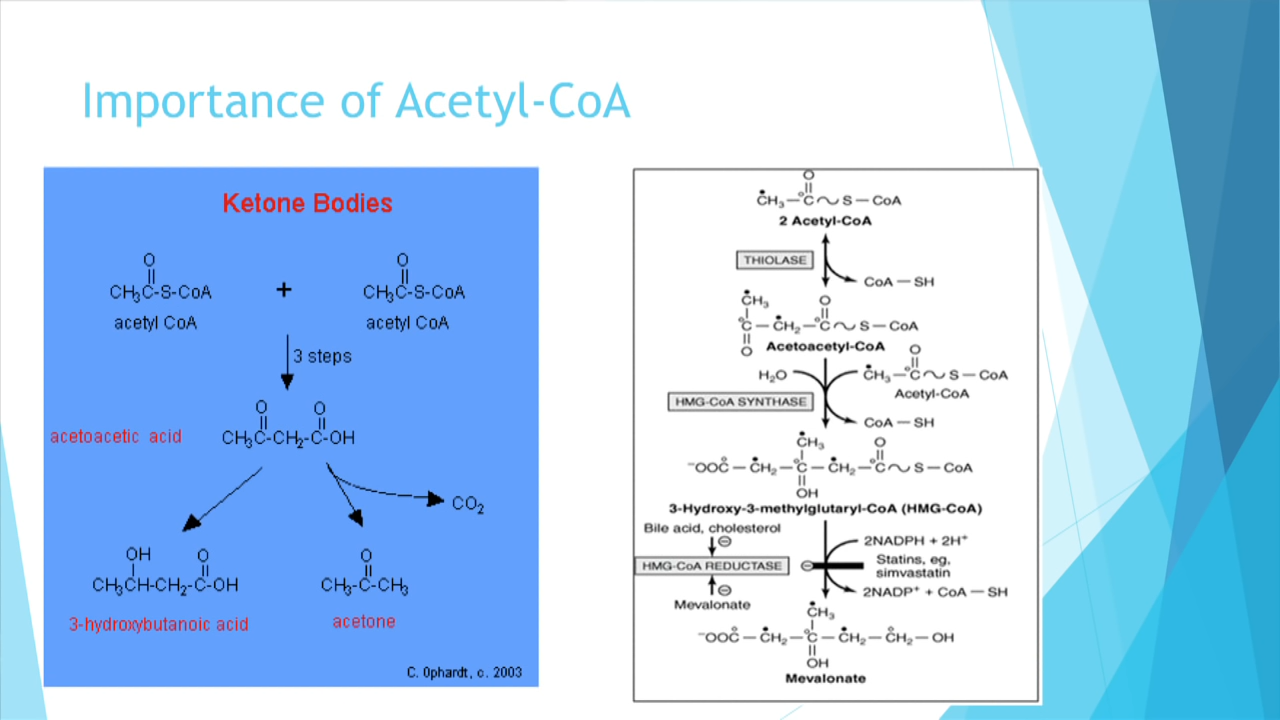 Importance of Acetyl-CoA
Ketone Bodies
O O
CH₃C-S-CoA + CH₃C-S-CoA
acetyl CoA acetyl CoA
3 steps
O O
acetoacetic acid CH₃C-CH₂-C-OH
CO₂
OH O O
CH₃CH-CH₂-C-OH CH₃-C-CH₃
3-hydroxybutanoic acid acetone
C. Ophardt, c. 2003
O
CH₃—C~S—CoA
2 Acetyl-CoA
THIOLASE
CoA—SH
CH₃ O
C—CH₂—C~S—CoA
O
Acetoacetyl-CoA
O
H₂O CH₃—C~S—CoA
Acetyl-CoA
HMG-CoA SYNTHASE
CoA—SH
CH₃ O
⁻OOC—CH₂—C—CH₂—C~S—CoA
OH
3-Hydroxy-3-methylglutaryl-CoA (HMG-CoA)
Bile acid, cholesterol
2NADPH + 2H⁺
HMG-CoA REDUCTASE
Statins, eg,
simvastatin
2NADP⁺ + CoA—SH
Mevalonate
CH₃
⁻OOC—CH₂—C—CH₂—CH₂—OH
OH
Mevalonate